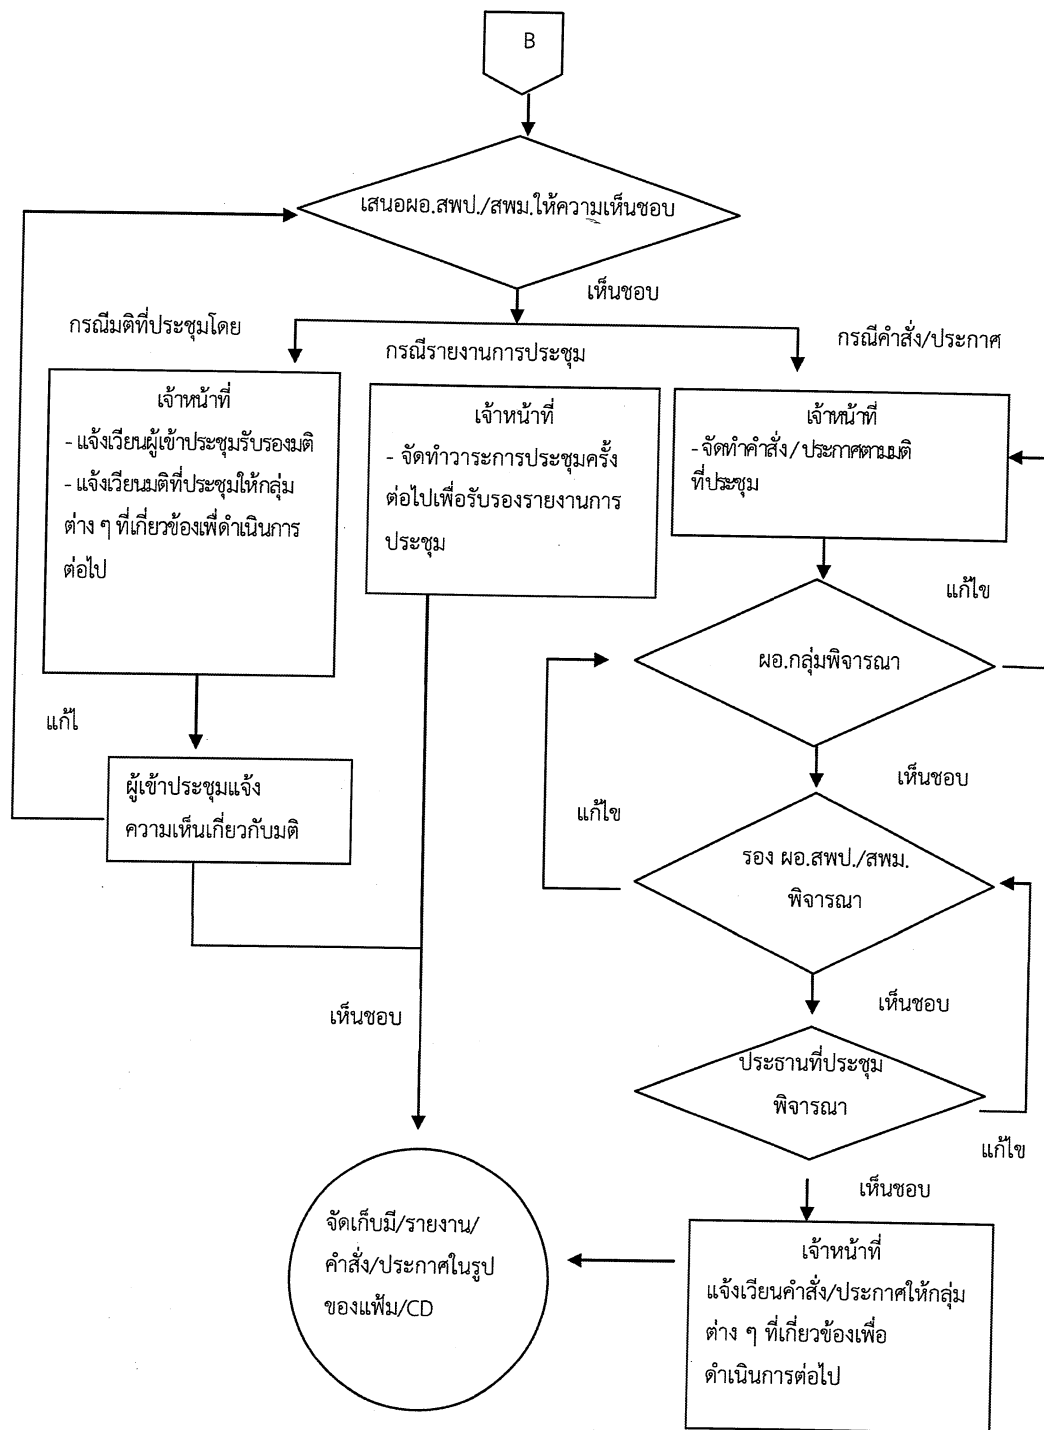 B
เสนอผอ.สพป./สพม.ให้ความเห็นชอบ
เห็นชอบ
กรณีมติที่ประชุมโดย
กรณีรายงานการประชุม
กรณีคำสั่ง/ประกาศ
เจ้าหน้าที่
- แจ้งเวียนผู้เข้าประชุมรับรองมติ
- แจ้งเวียนมติที่ประชุมให้กลุ่ม
ต่าง ๆ ที่เกี่ยวข้องเพื่ดำเนินการ
ต่อไป
เจ้าหน้าที่
- จัดทำวาระการประชุมครั้ง
ต่อไปเพื่อรับรองรายงานการ
ประชุม
เจ้าหน้าที่
- จัดทำคำสั่ง/ประกาศตามมติ
ที่ประชุม
แก้ไข
ผอ.กลุ่มพิจารณา
แก้ไ
เห็นชอบ
ผู้เข้าประชุมแจ้ง
ความเห็นเกี่ยวกับมติ
แก้ไข
รอง ผอ.สพป./สพม.
พิจารณา
เห็นชอบ
เห็นชอบ
ประธานที่ประชุม
พิจารณา
แก้ไข
เห็นชอบ
จัดเก็บมี/รายงาน/
คำสั่ง/ประกาศในรูป
ของแฟ้ม/CD
เจ้าหน้าที่
แจ้งเวียนคำสั่ง/ประกาศให้กลุ่ม
ต่าง ๆ ที่เกี่ยวข้องเพื่อ
ดำเนินการต่อไป